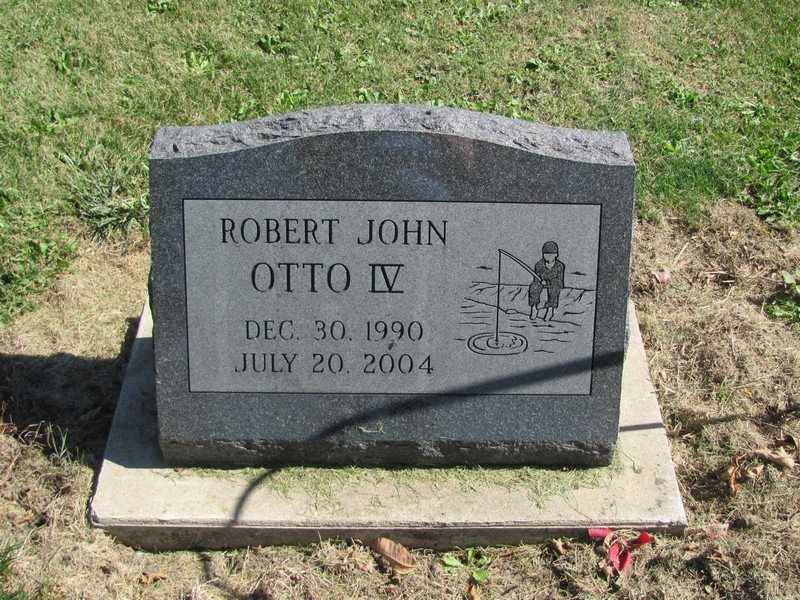 ROBERT JOHN
OTTO IV
DEC. 30, 1990
JULY 20, 2004